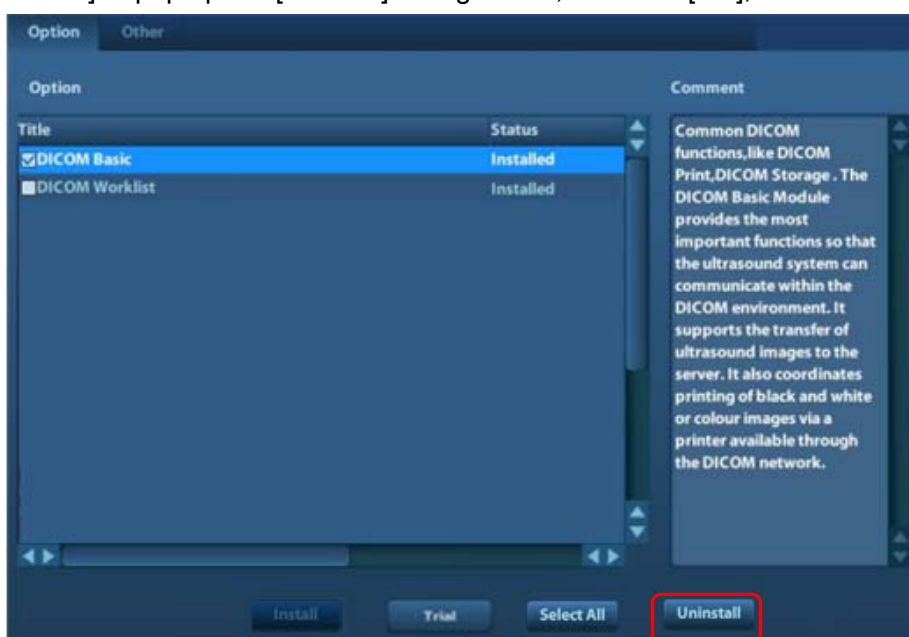 Option Other
Option Comment
Title Status
DICOM Basic Installed
DICOM Worklist Installed
Common DICOM
functions,like DICOM
Print,DICOM Storage . The
DICOM Basic Module
provides the most
important functions so that
the ultrasound system can
communicate within the
DICOM environment. It
supports the transfer of
ultrasound images to the
server. It also coordinates
printing of black and white
or colour images via a
printer available through
the DICOM network.
Install Trial Select All Uninstall